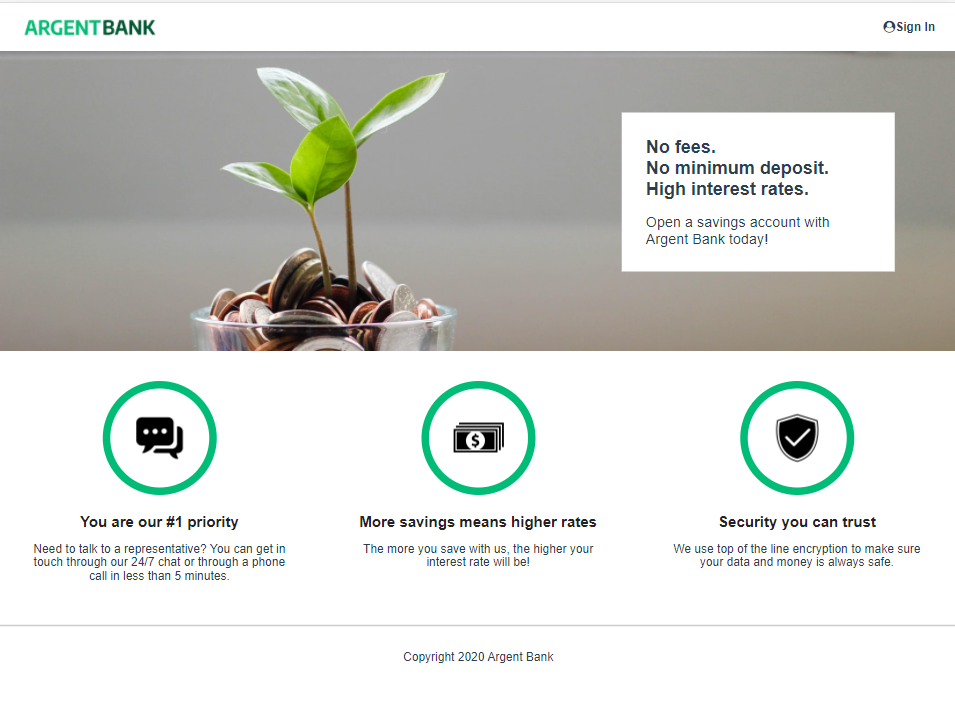 ARGENTBANK
Sign In
No fees.
No minimum deposit.
High interest rates.
Open a savings account with
Argent Bank today!
$
You are our #1 priority
Need to talk to a representative? You can get in
touch through our 24/7 chat or through a phone
call in less than 5 minutes.
More savings means higher rates
The more you save with us, the higher your
interest rate will be!
Security you can trust
We use top of the line encryption to make sure
your data and money is always safe.
Copyright 2020 Argent Bank